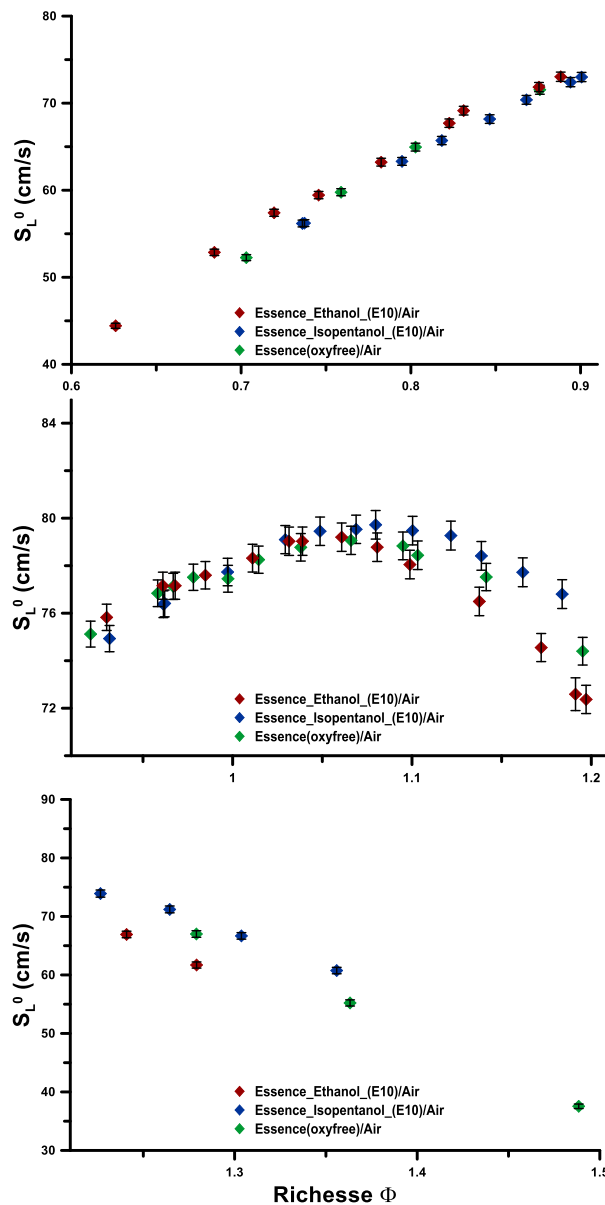 80
70
60
50
40
S_L^0 (cm/s)
Essence_Ethanol_(E10)/Air
Essence_Isopentanol_(E10)/Air
Essence(oxyfree)/Air
0.6 0.7 0.8 0.9
84
80
76
72
Essence_Ethanol_(E10)/Air
Essence_Isopentanol_(E10)/Air
Essence(oxyfree)/Air
1 1.1 1.2
90
80
70
60
50
40
30
S_L^0 (cm/s)
Essence_Ethanol_(E10)/Air
Essence_Isopentanol_(E10)/Air
Essence(oxyfree)/Air
1.3 1.4 1.5
Richesse Φ